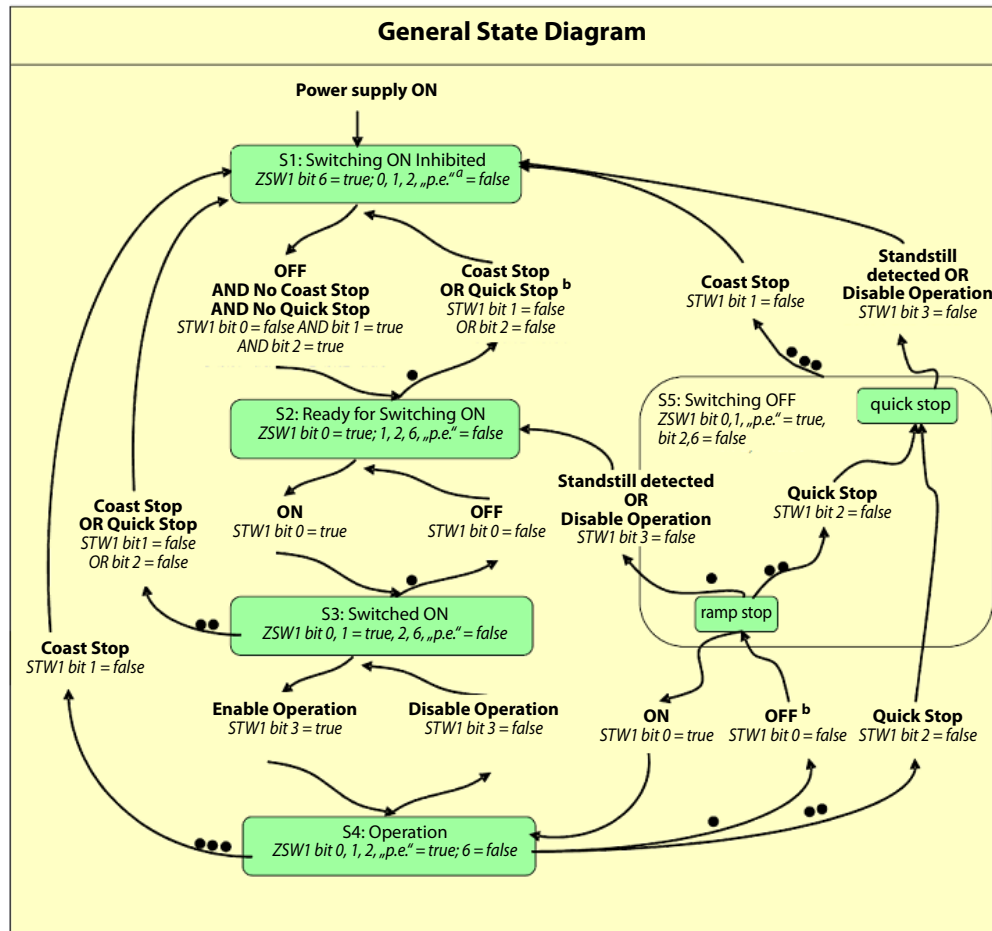 General State Diagram
Power supply ON
S1: Switching ON Inhibited
ZSW1 bit 6 = true; 0, 1, 2, „p.e.“ a = false
OFF
AND No Coast Stop
AND No Quick Stop
STW1 bit 0 = false AND bit 1 = true
AND bit 2 = true
Coast Stop
OR Quick Stop b
STW1 bit 1 = false
OR bit 2 = false
Coast Stop
STW1 bit 1 = false
Standstill
detected OR
Disable Operation
STW1 bit 3 = false
S2: Ready for Switching ON
ZSW1 bit 0 = true; 1, 2, 6, „p.e.“ = false
S5: Switching OFF
ZSW1 bit 0,1, „p.e.“ = true,
bit 2,6 = false
quick stop
Coast Stop
OR Quick Stop
STW1 bit1 = false
OR bit 2 = false
ON
STW1 bit 0 = true
OFF
STW1 bit 0 = false
Standstill detected
OR
Disable Operation
STW1 bit 3 = false
Quick Stop
STW1 bit 2 = false
S3: Switched ON
ZSW1 bit 0, 1 = true, 2, 6, „p.e.“ = false
ramp stop
Coast Stop
STW1 bit 1 = false
Enable Operation
STW1 bit 3 = true
Disable Operation
STW1 bit 3 = false
ON
STW1 bit 0 = true
OFF b
STW1 bit 0 = false
Quick Stop
STW1 bit 2 = false
S4: Operation
ZSW1 bit 0, 1, 2, „p.e.“ = true; 6 = false